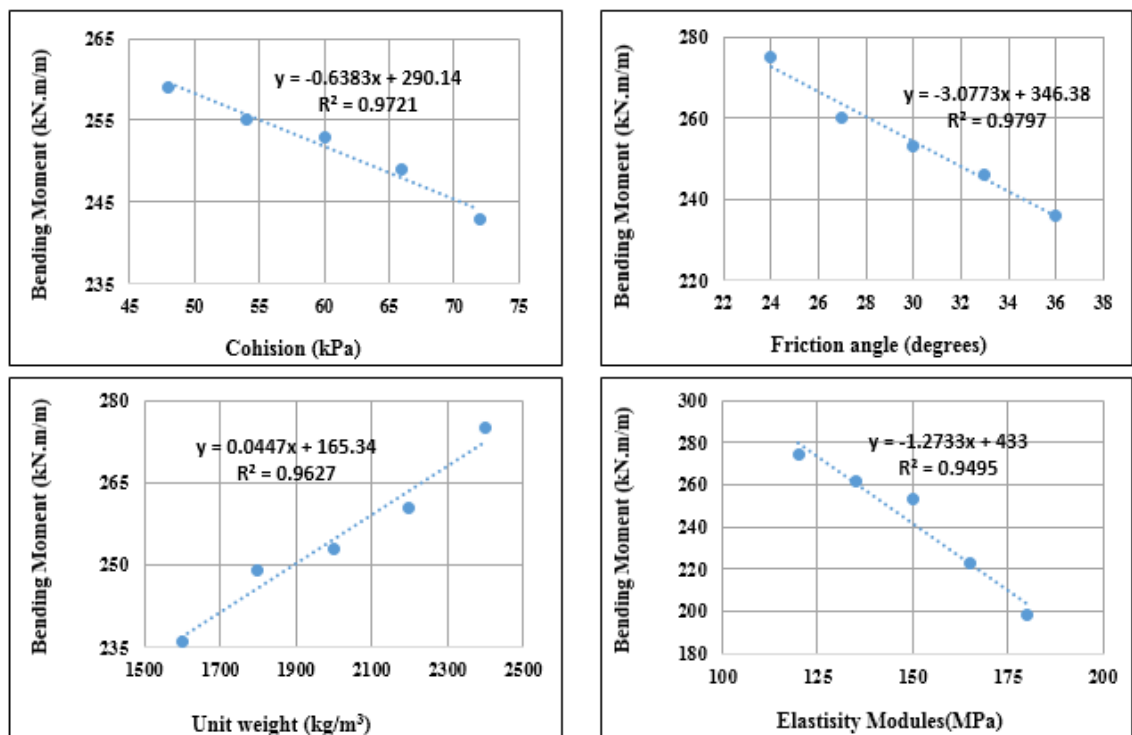 Bending Moment (kN.m/m)
265
255
245
235
y = -0.6383x + 290.14
R² = 0.9721
45 50 55 60 65 70 75
Cohision (kPa)
Bending Moment (kN.m/m)
280
260
240
220
y = -3.0773x + 346.38
R² = 0.9797
22 24 26 28 30 32 34 36 38
Friction angle (degrees)
Bending Moment (kN.m/m)
280
265
250
235
y = 0.0447x + 165.34
R² = 0.9627
1500 1700 1900 2100 2300 2500
Unit weight (kg/m³)
Bending Moment (kN.m/m)
300
280
260
240
220
200
180
y = -1.2733x + 433
R² = 0.9495
100 125 150 175 200
Elastisity Modules(MPa)